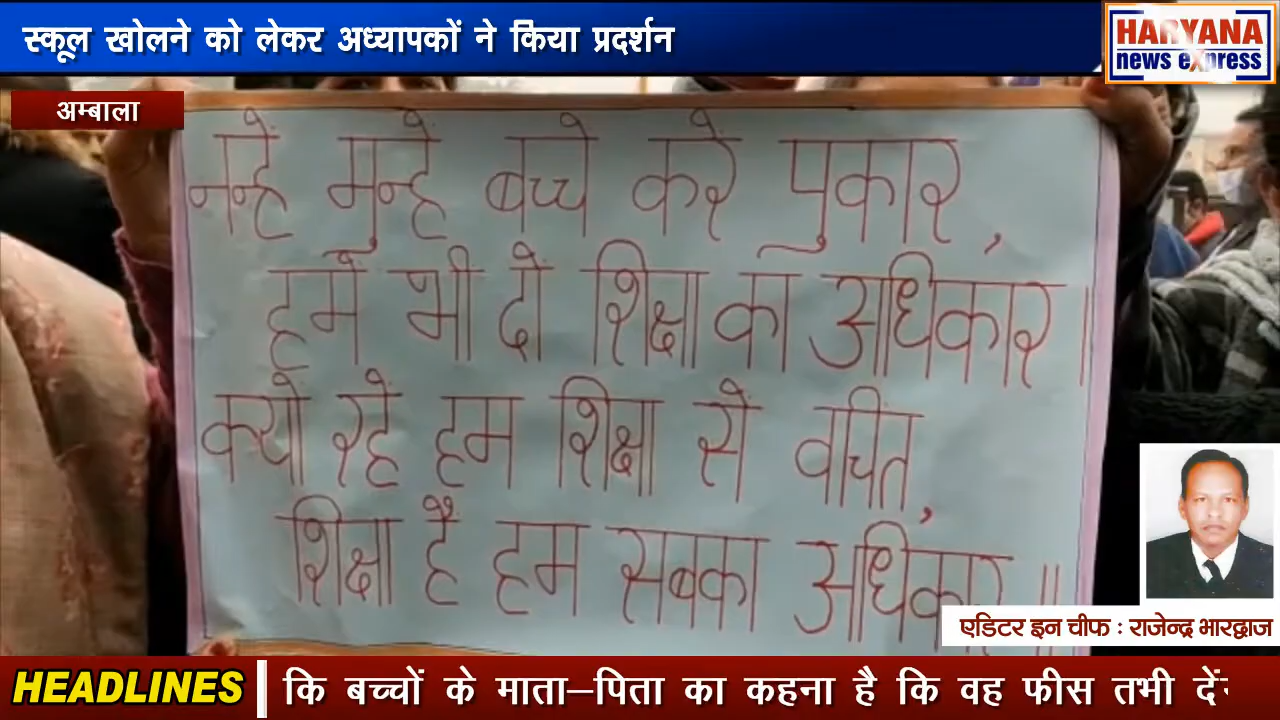 स्कूल खोलने को लेकर अध्यापकों ने किया प्रदर्शन
HARYANA
news express
अम्बाला
नन्हे मुन्हे बच्चे करे पुकार,
हमें भी दो शिक्षा का अधिकार।
क्यो रहे हम शिक्षा से वंचित,
शिक्षा है हम सबका अधिकार॥
एडिटर इन चीफ : राजेन्द्र भारद्वाज
HEADLINES
कि बच्चों के माता–पिता का कहना है कि वह फीस तभी